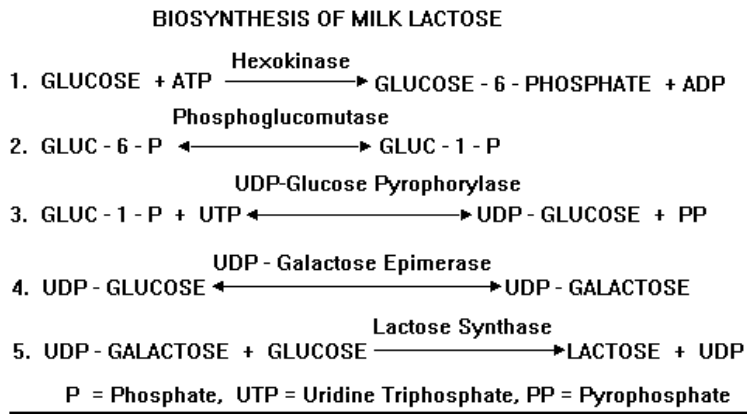 BIOSYNTHESIS OF MILK LACTOSE
Hexokinase
1. GLUCOSE + ATP → GLUCOSE - 6 - PHOSPHATE + ADP
Phosphoglucomutase
2. GLUC - 6 - P ↔ GLUC - 1 - P
UDP-Glucose Pyrophorylase
3. GLUC - 1 - P + UTP ↔ UDP - GLUCOSE + PP
UDP - Galactose Epimerase
4. UDP - GLUCOSE ↔ UDP - GALACTOSE
Lactose Synthase
5. UDP - GALACTOSE + GLUCOSE → LACTOSE + UDP
P = Phosphate, UTP = Uridine Triphosphate, PP = Pyrophosphate